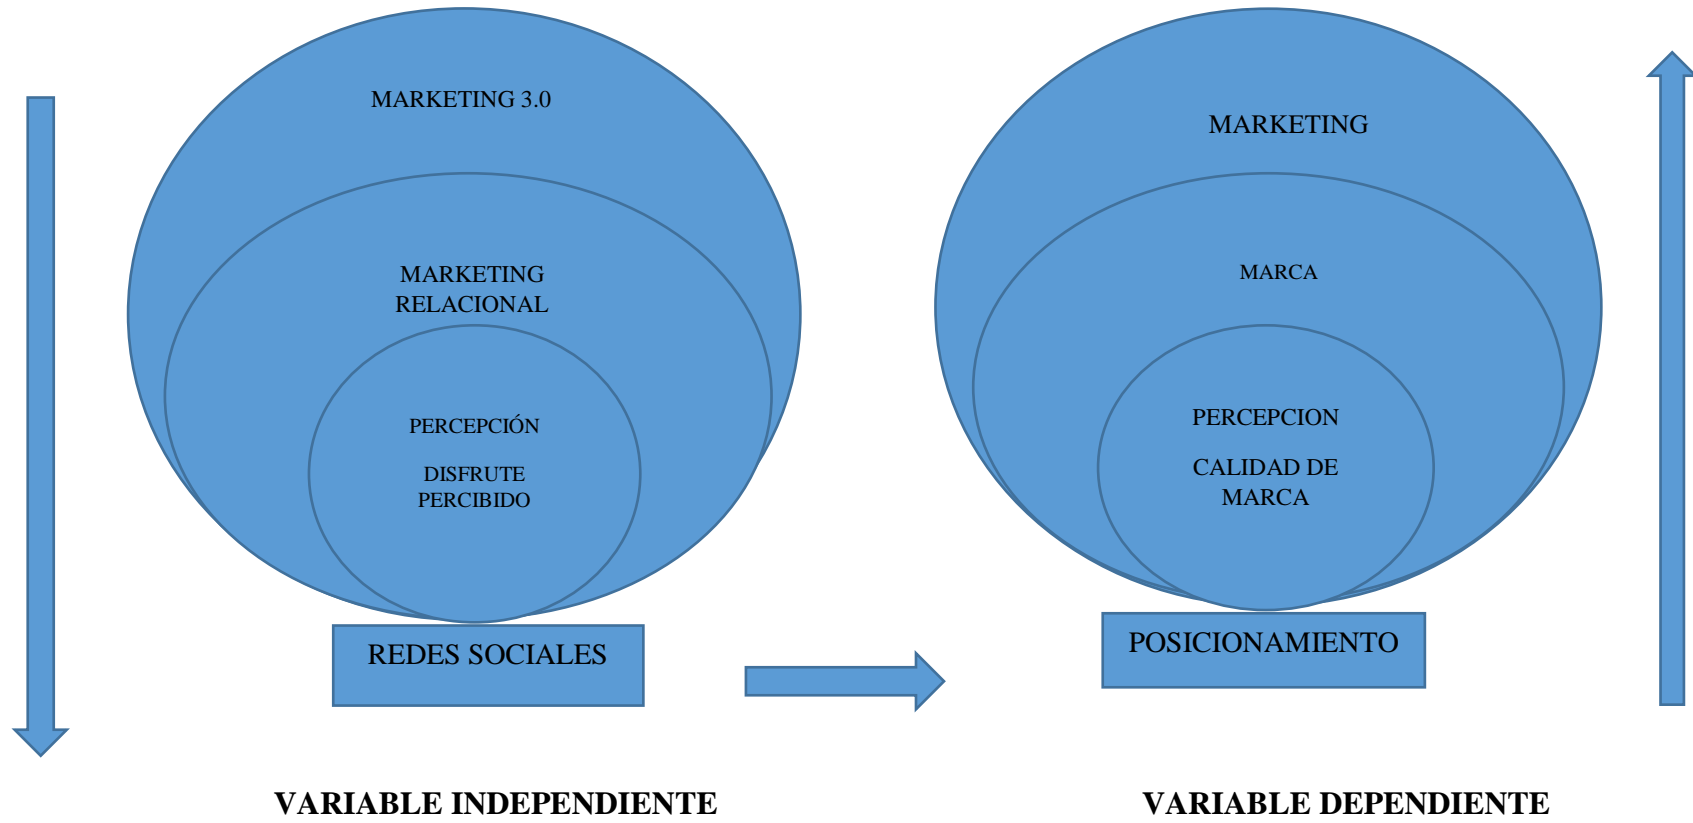 MARKETING 3.0
MARKETING
RELACIONAL
PERCEPCIÓN
DISFRUTE
PERCIBIDO
REDES SOCIALES
VARIABLE INDEPENDIENTE
MARKETING
MARCA
PERCEPCION
CALIDAD DE
MARCA
POSICIONAMIENTO
VARIABLE DEPENDIENTE